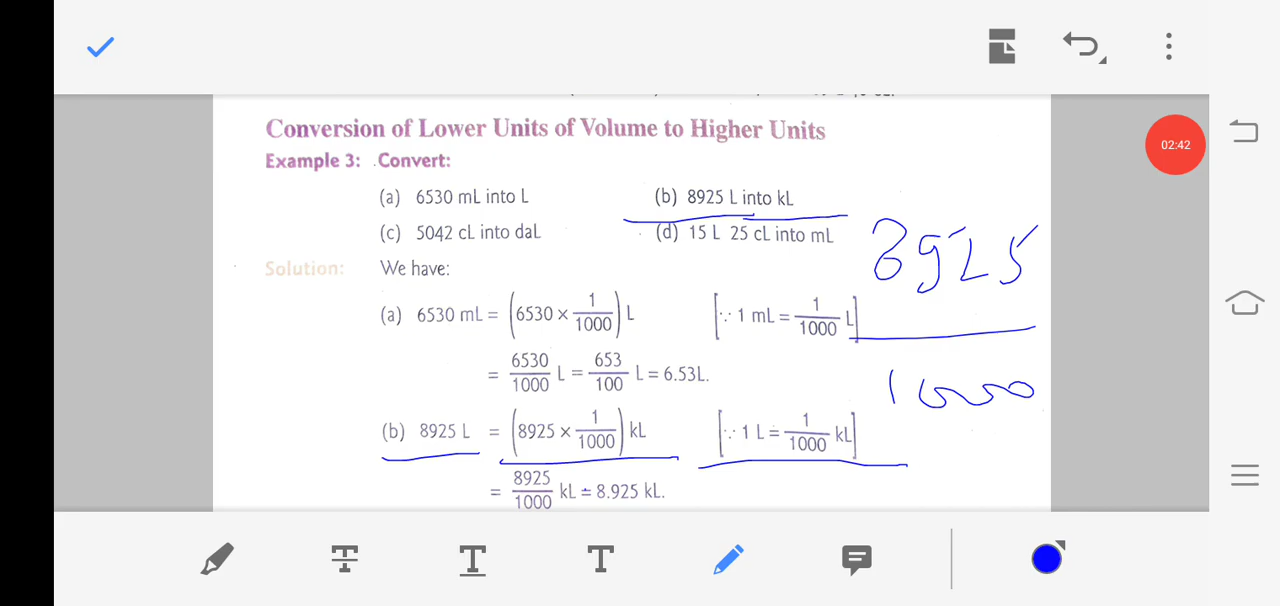 Conversion of Lower Units of Volume to Higher Units
Example 3: Convert:
(a) 6530 mL into L (b) 8925 L into kL
(c) 5042 cL into daL (d) 15 L 25 cL into mL
8925
Solution: We have:
(a) 6530 mL = (6530 × 1/1000) L [∵ 1 mL = 1/1000 L]
= 6530/1000 L = 653/100 L = 6.53L.
1000
(b) 8925 L = (8925 × 1/1000) kL [∵ 1 L = 1/1000 kL]
= 8925/1000 kL = 8.925 kL.
02:42
T
T
T